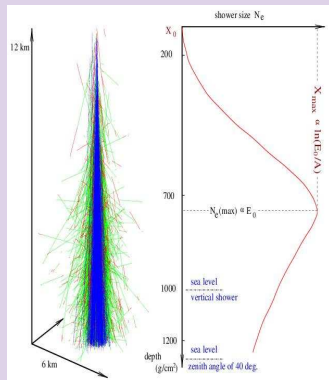 shower size N_e
12 km
X_0
200
X_max α ln(E_0/A)
700
N_e(max) α E_0
sea level
1000
vertical shower
1200
sea level
depth
(g/cm²)
zenith angle of 40 deg.
6 km